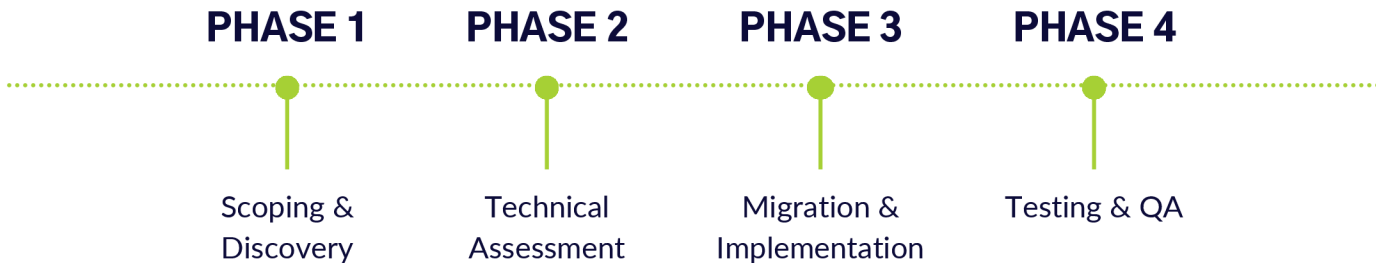 PHASE 1
PHASE 2
PHASE 3
PHASE 4
Scoping &
Discovery
Technical
Assessment
Migration &
Implementation
Testing & QA